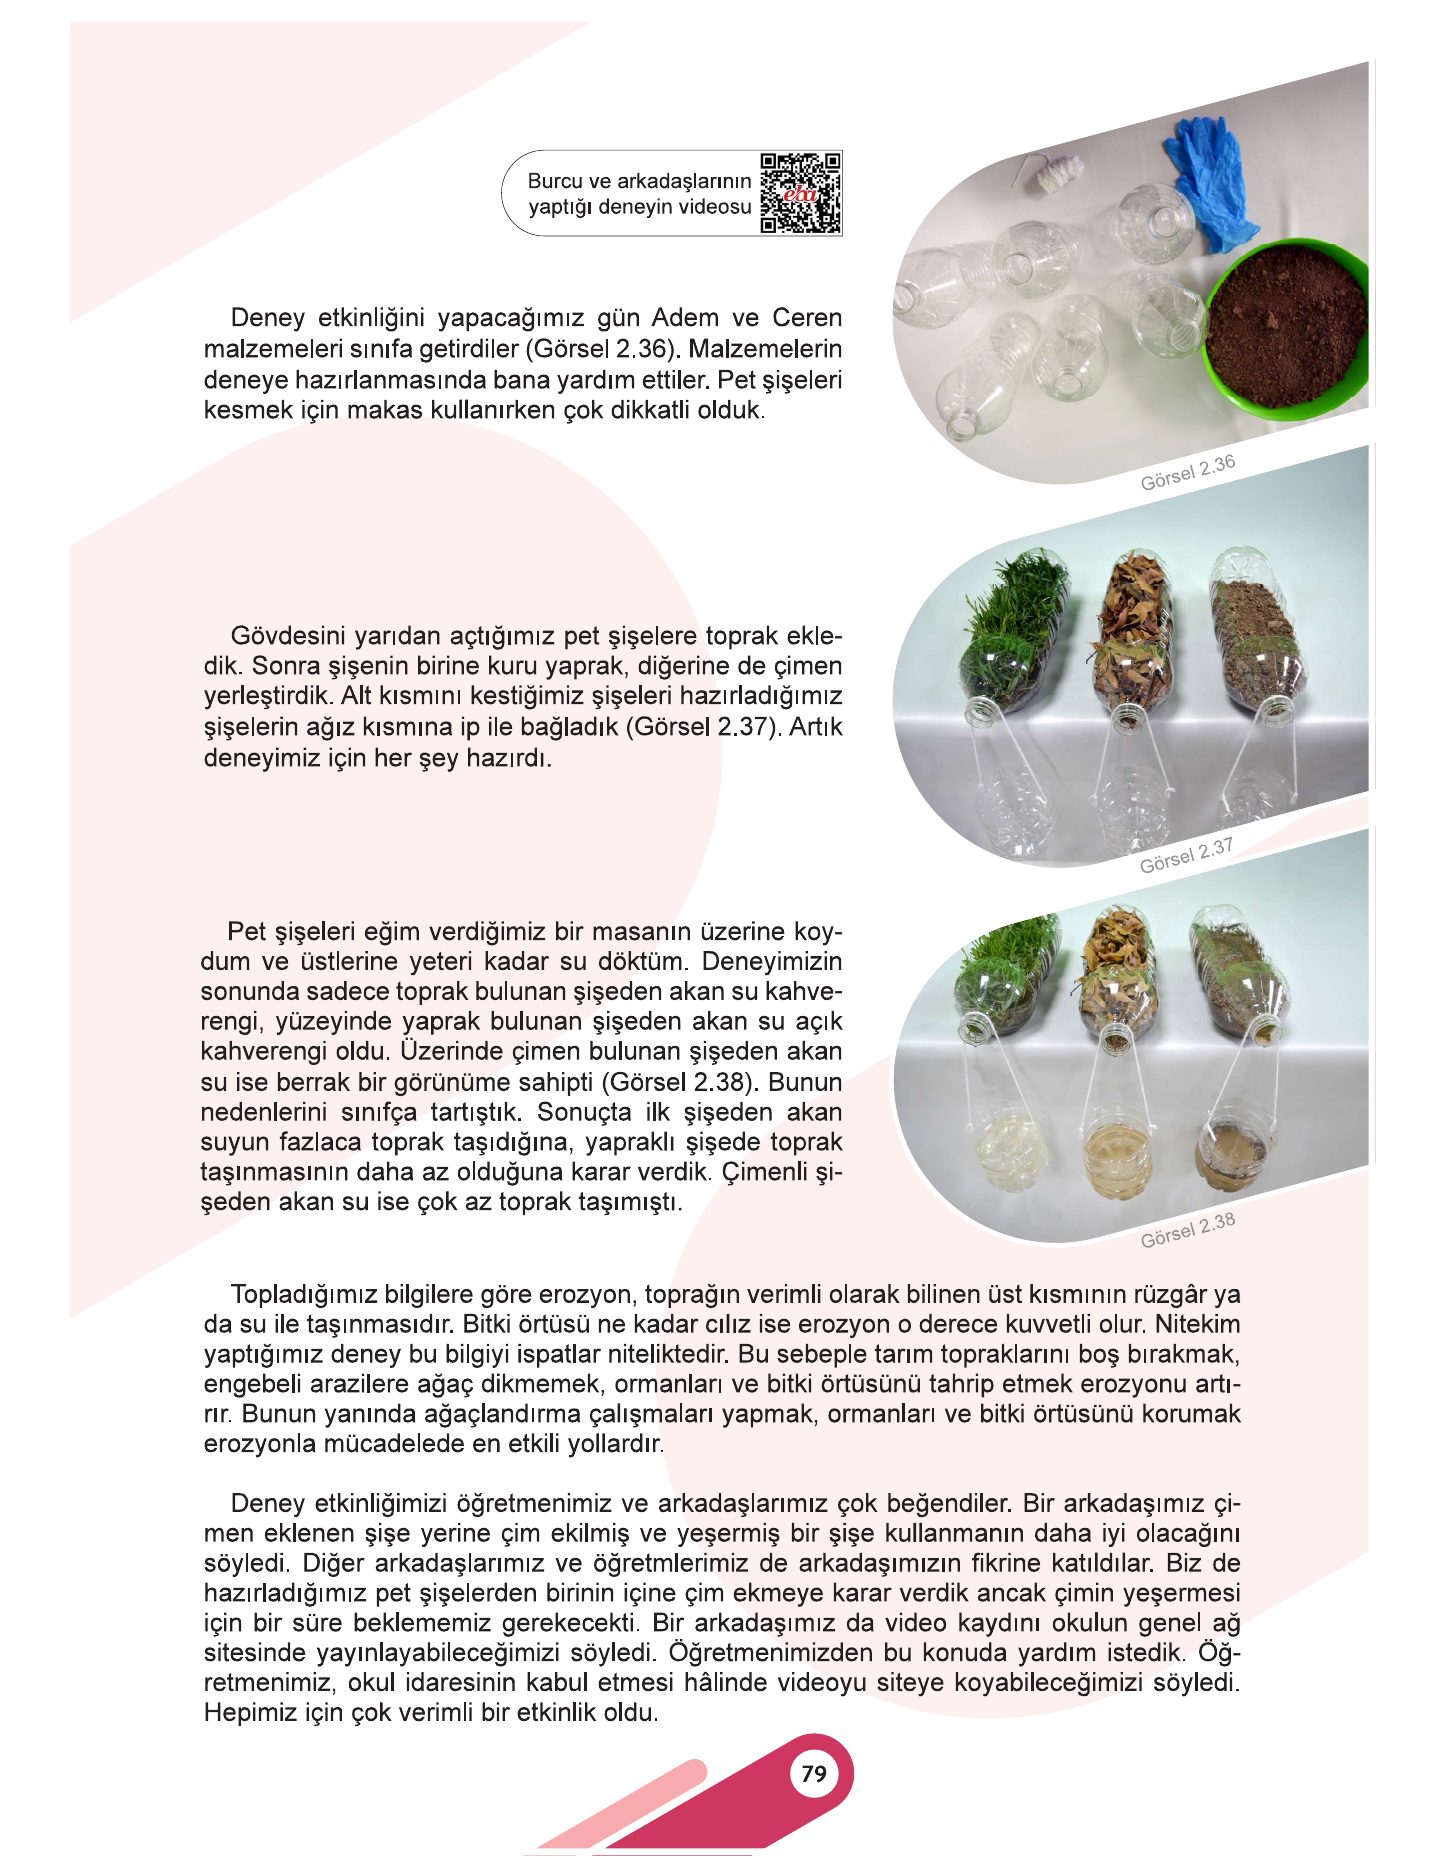 Burcu ve arkadaşlarının
yaptığı deneyin videosu
eba
Deney etkinliğini yapacağımız gün Adem ve Ceren
malzemeleri sınıfa getirdiler (Görsel 2.36). Malzemelerin
deneye hazırlanmasında bana yardım ettiler. Pet şişeleri
kesmek için makas kullanırken çok dikkatli olduk.
Görsel 2.36
Gövdesini yarıdan açtığımız pet şişelere toprak ekle-
dik. Sonra şişenin birine kuru yaprak, diğerine de çimen
yerleştirdik. Alt kısmını kestiğimiz şişeleri hazırladığımız
şişelerin ağız kısmına ip ile bağladık (Görsel 2.37). Artık
deneyimiz için her şey hazırdı.
Görsel 2.37
Pet şişeleri eğim verdiğimiz bir masanın üzerine koy-
dum ve üstlerine yeteri kadar su döktüm. Deneyimizin
sonunda sadece toprak bulunan şişeden akan su kahve-
rengi, yüzeyinde yaprak bulunan şişeden akan su açık
kahverengi oldu. Üzerinde çimen bulunan şişeden akan
su ise berrak bir görünüme sahipti (Görsel 2.38). Bunun
nedenlerini sınıfça tartıştık. Sonuçta ilk şişeden akan
suyun fazlaca toprak taşıdığına, yapraklı şişede toprak
taşınmasının daha az olduğuna karar verdik. Çimenli şi-
şeden akan su ise çok az toprak taşımıştı.
Görsel 2.38
Topladığımız bilgilere göre erozyon, toprağın verimli olarak bilinen üst kısmının rüzgâr ya
da su ile taşınmasıdır. Bitki örtüsü ne kadar cılız ise erozyon o derece kuvvetli olur. Nitekim
yaptığımız deney bu bilgiyi ispatlar niteliktedir. Bu sebeple tarım topraklarını boş bırakmak,
engebeli arazilere ağaç dikmemek, ormanları ve bitki örtüsünü tahrip etmek erozyonu artı-
rır. Bunun yanında ağaçlandırma çalışmaları yapmak, ormanları ve bitki örtüsünü korumak
erozyonla mücadelede en etkili yollardır.
Deney etkinliğimizi öğretmenimiz ve arkadaşlarımız çok beğendiler. Bir arkadaşımız çi-
men eklenen şişe yerine çim ekilmiş ve yeşermiş bir şişe kullanmanın daha iyi olacağını
söyledi. Diğer arkadaşlarımız ve öğretmlerimiz de arkadaşımızın fikrine katıldılar. Biz de
hazırladığımız pet şişelerden birinin içine çim ekmeye karar verdik ancak çimin yeşermesi
için bir süre beklememiz gerekecekti. Bir arkadaşımız da video kaydını okulun genel ağ
sitesinde yayınlayabileceğimizi söyledi. Öğretmenimizden bu konuda yardım istedik. Öğ-
retmenimiz, okul idaresinin kabul etmesi hâlinde videoyu siteye koyabileceğimizi söyledi.
Hepimiz için çok verimli bir etkinlik oldu.
79